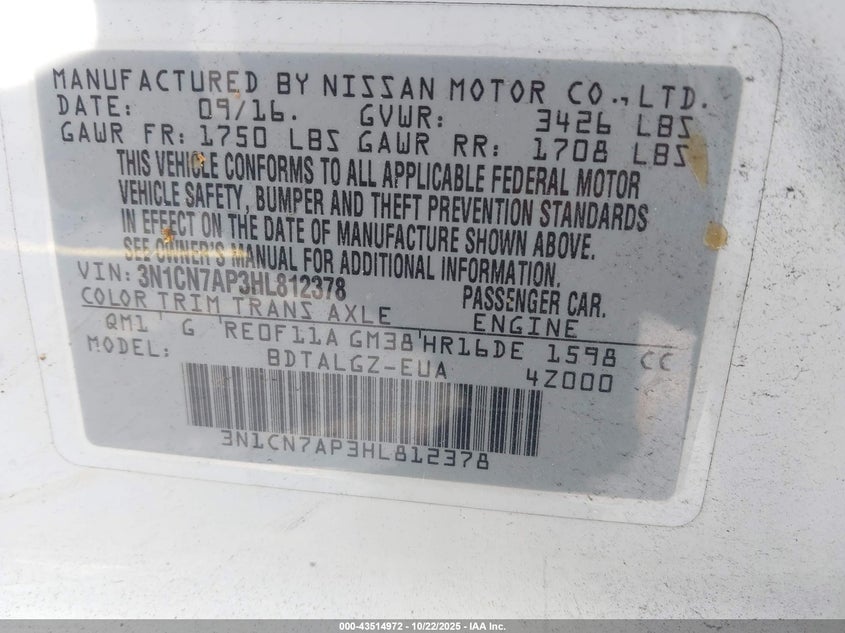 MANUFACTURED BY NISSAN MOTOR CO., LTD.
DATE: 09/16. GVWR: 3426 LBS
GAWR FR: 1750 LBS GAWR RR: 1708 LBS
THIS VEHICLE CONFORMS TO ALL APPLICABLE FEDERAL MOTOR
VEHICLE SAFETY, BUMPER AND THEFT PREVENTION STANDARDS
IN EFFECT ON THE DATE OF MANUFACTURE SHOWN ABOVE.
SEE OWNER'S MANUAL FOR ADDITIONAL INFORMATION.
VIN: 3N1CN7AP3HL812378 PASSENGER CAR.
COLOR TRIM TRANS AXLE ENGINE
QM1 G RE0F11A GM38 HR16DE 1598 CC
MODEL: BDTALGZ-EUA 4Z000
3N1CN7AP3HL812378
000-43514972 - 10/22/2025 - IAA Inc.